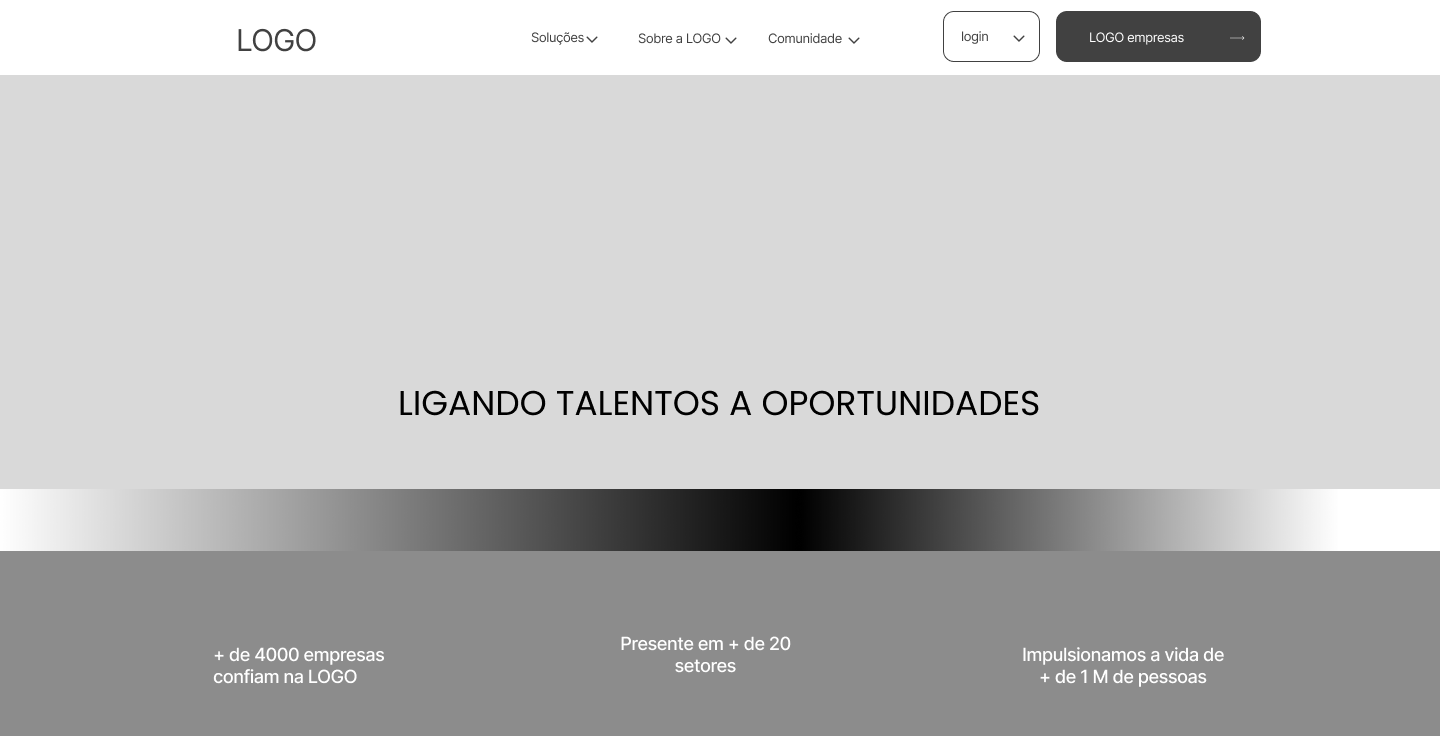 LOGO
Soluções
Sobre a LOGO
Comunidade
login
LOGO empresas
LIGANDO TALENTOS A OPORTUNIDADES
+ de 4000 empresas
confiam na LOGO
Presente em + de 20
setores
Impulsionamos a vida de
+ de 1 M de pessoas